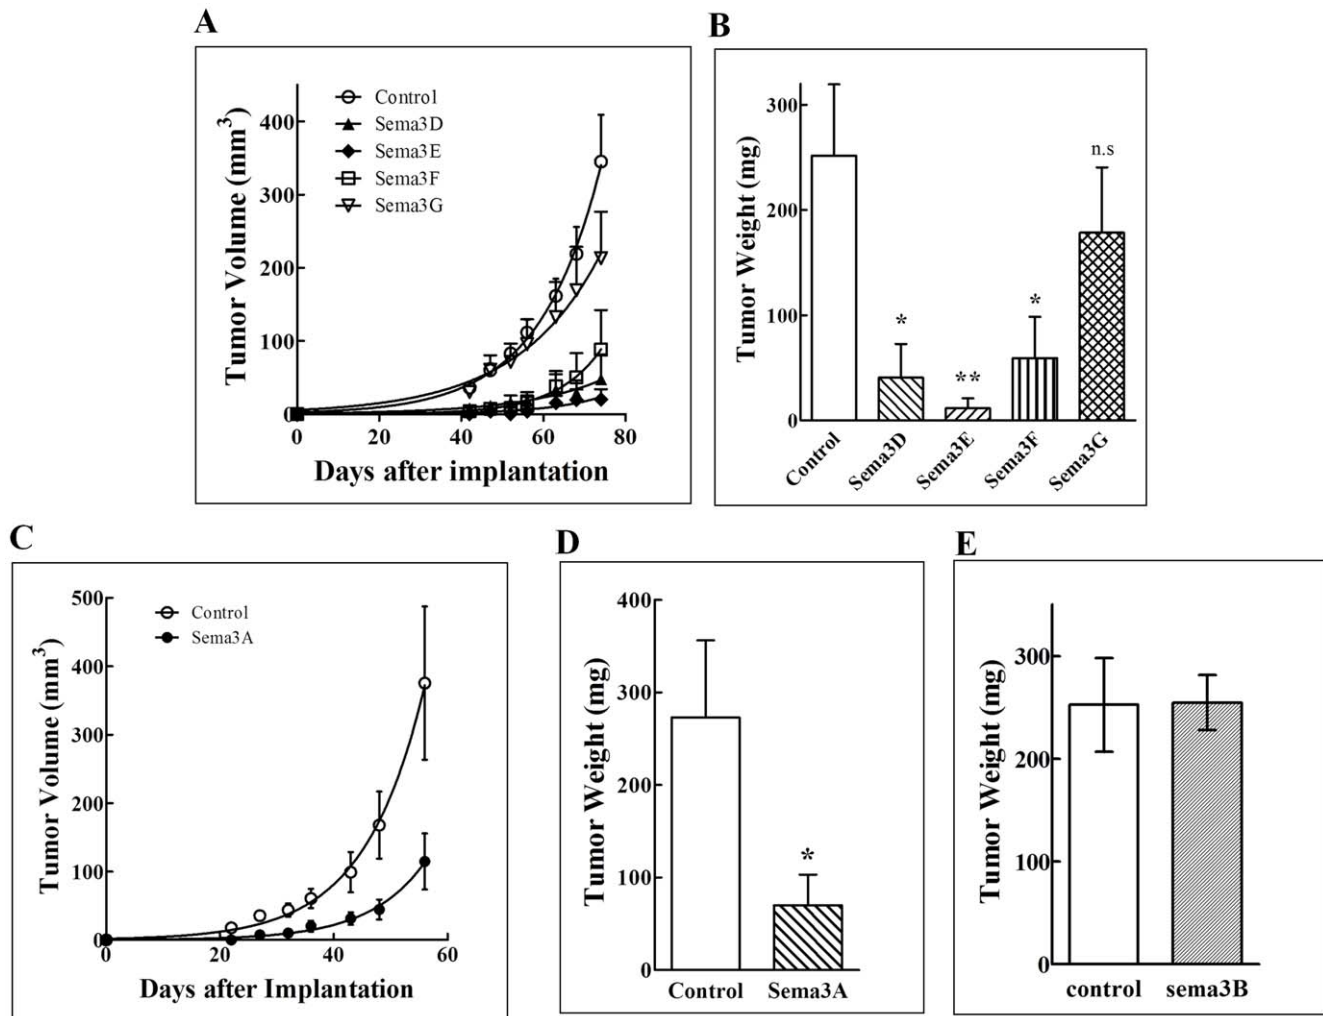 A
Tumor Volume (mm³)
400
300
200
100
0
Control
Sema3D
Sema3E
Sema3F
Sema3G
0 20 40 60 80
Days after implantation
B
Tumor Weight (mg)
300
200
100
0
*
**
*
n.s
Control
Sema3D
Sema3E
Sema3F
Sema3G
C
Tumor Volume (mm³)
500
400
300
200
100
0
Control
Sema3A
0 20 40 60
Days after Implantation
D
Tumor Weight (mg)
400
300
200
100
0
*
Control Sema3A
E
Tumor Weight (mg)
300
200
100
0
control sema3B